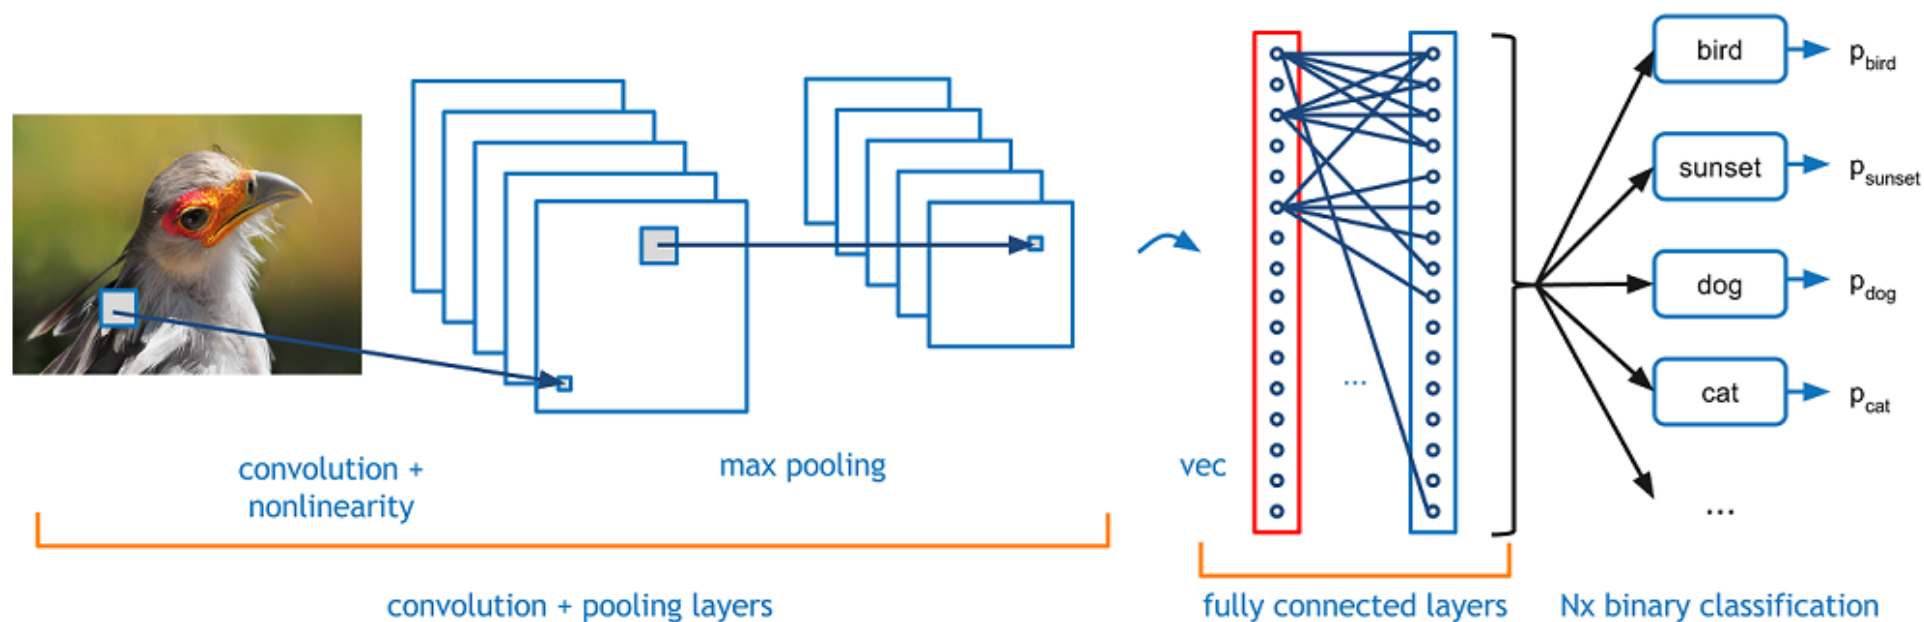 bird
p_bird
sunset
p_sunset
dog
p_dog
cat
p_cat
...
...
convolution +
nonlinearity
max pooling
vec
convolution + pooling layers
fully connected layers
Nx binary classification